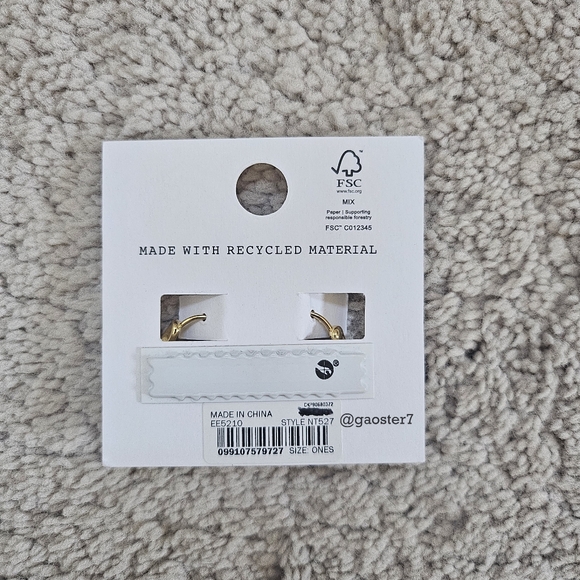 FSC
www.fsc.org
MIX
Paper | Supporting
responsible forestry
FSC™ C012345
MADE WITH RECYCLED MATERIAL
MADE IN CHINA
EE5210 STYLE NT527
099107579727 SIZE: ONES
@gaoster7